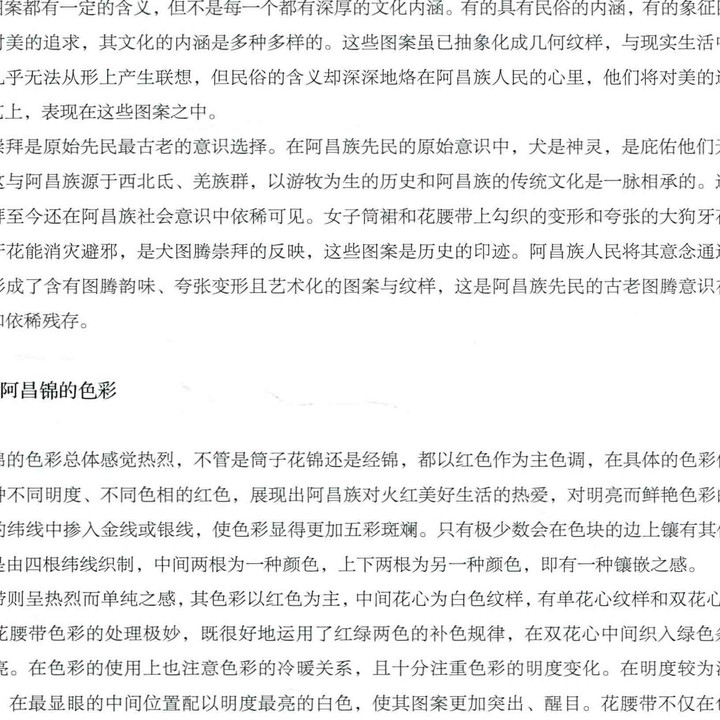 图案都有一定的含义，但不是每一个都有深厚的文化内涵。有的具有民俗的内涵，有的象征
对美的追求，其文化的内涵是多种多样的。这些图案虽已抽象化成几何纹样，与现实生活中
几乎无法从形上产生联想，但民俗的含义却深深地烙在阿昌族人民的心里，他们将对美的
上，表现在这些图案之中。
崇拜是原始先民最古老的意识选择。在阿昌族先民的原始意识中，犬是神灵，是庇佑他们
这与阿昌族源于西北氐、羌族群，以游牧为生的历史和阿昌族的传统文化是一脉相承的。
拜至今还在阿昌族社会意识中依稀可见。女子筒裙和花腰带上勾织的变形和夸张的大狗牙
牙花能消灾避邪，是犬图腾崇拜的反映，这些图案是历史的印迹。阿昌族人民将其意念通
形成了含有图腾韵味、夸张变形且艺术化的图案与纹样，这是阿昌族先民的古老图腾意识
和依稀残存。
阿昌锦的色彩
锦的色彩总体感觉热烈，不管是筒子花锦还是经锦，都以红色作为主色调，在具体的色彩
种不同明度、不同色相的红色，展现出阿昌族对火红美好生活的热爱，对明亮而鲜艳色彩
的纬线中掺入金线或银线，使色彩显得更加五彩斑斓。只有极少数会在色块的边上镶有其
是由四根纬线织制，中间两根为一种颜色，上下两根为另一种颜色，即有一种镶嵌之感。
带则呈热烈而单纯之感，其色彩以红色为主，中间花心为白色纹样，有单花心纹样和双花心
花腰带色彩的处理极妙，既很好地运用了红绿两色的补色规律，在双花心中间织入绿色
亮。在色彩的使用上也注意色彩的冷暖关系，且十分注重色彩的明度变化。在明度较为
，在最显眼的中间位置配以明度最亮的白色，使其图案更加突出、醒目。花腰带不仅在